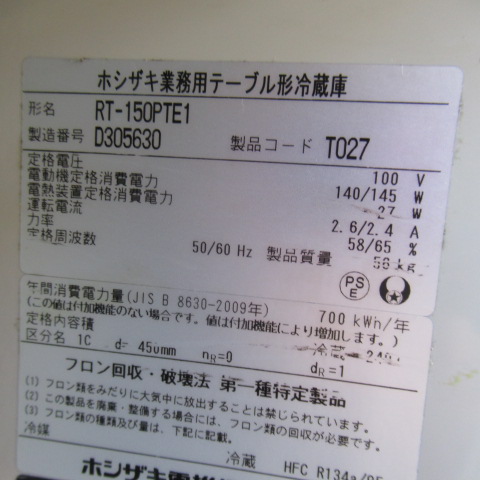 ホシザキ業務用テーブル形冷蔵庫
形名 RT-150PTE1
製造番号 D305630 製品コード T027
定格電圧 100 V
電動機定格消費電力 140/145 W
電熱装置定格消費電力 27 W
運転電流 2.6/2.4 A
力率 58/65 %
定格周波数 50/60 Hz 製品質量 56 kg
PS
E
年間消費電力量(JIS B 8630-2009年) 700 kWh/年
(この値は付加機能のない場合です。値は付加機能により増加します。)
定格内容積 冷蔵
区分名 1C d= 450mm nR=0 dR=1
フロン回収・破壊法 第一種特定製品
(1) フロン類をみだりに大気中に放出することは禁じられています。
(2) この製品を廃棄・整備する場合には、フロン類の回収が必要です。
(3) フロン類の種類及び量は、下記に記載。
冷媒 冷蔵 HFC R134a
ホシザキ電機